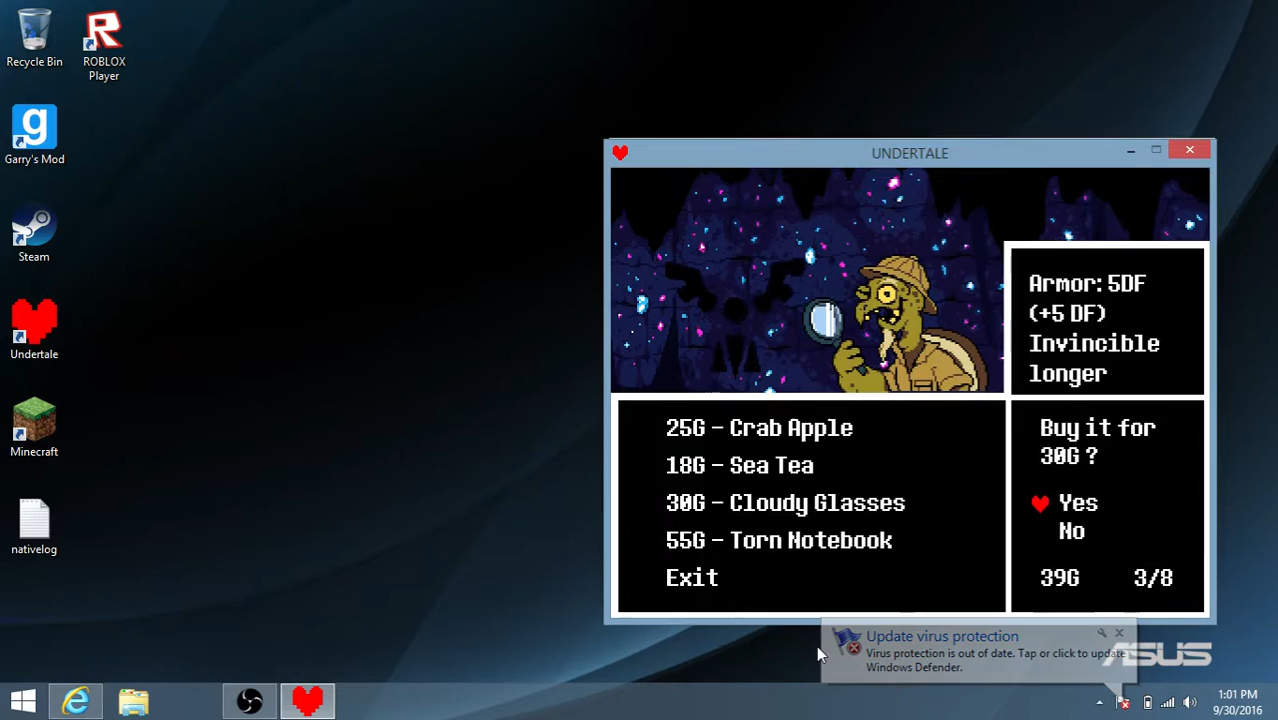 Recycle Bin
ROBLOX
Player
Garry's Mod
Steam
Undertale
Minecraft
nativelog
UNDERTALE
Armor: 5DF
(+5 DF)
Invincible
longer
25G - Crab Apple
18G - Sea Tea
30G - Cloudy Glasses
55G - Torn Notebook
Exit
Buy it for
30G ?
Yes
No
39G 3/8
Update virus protection
Virus protection is out of date. Tap or click to update
Windows Defender.
ASUS
1:01 PM
9/30/2016